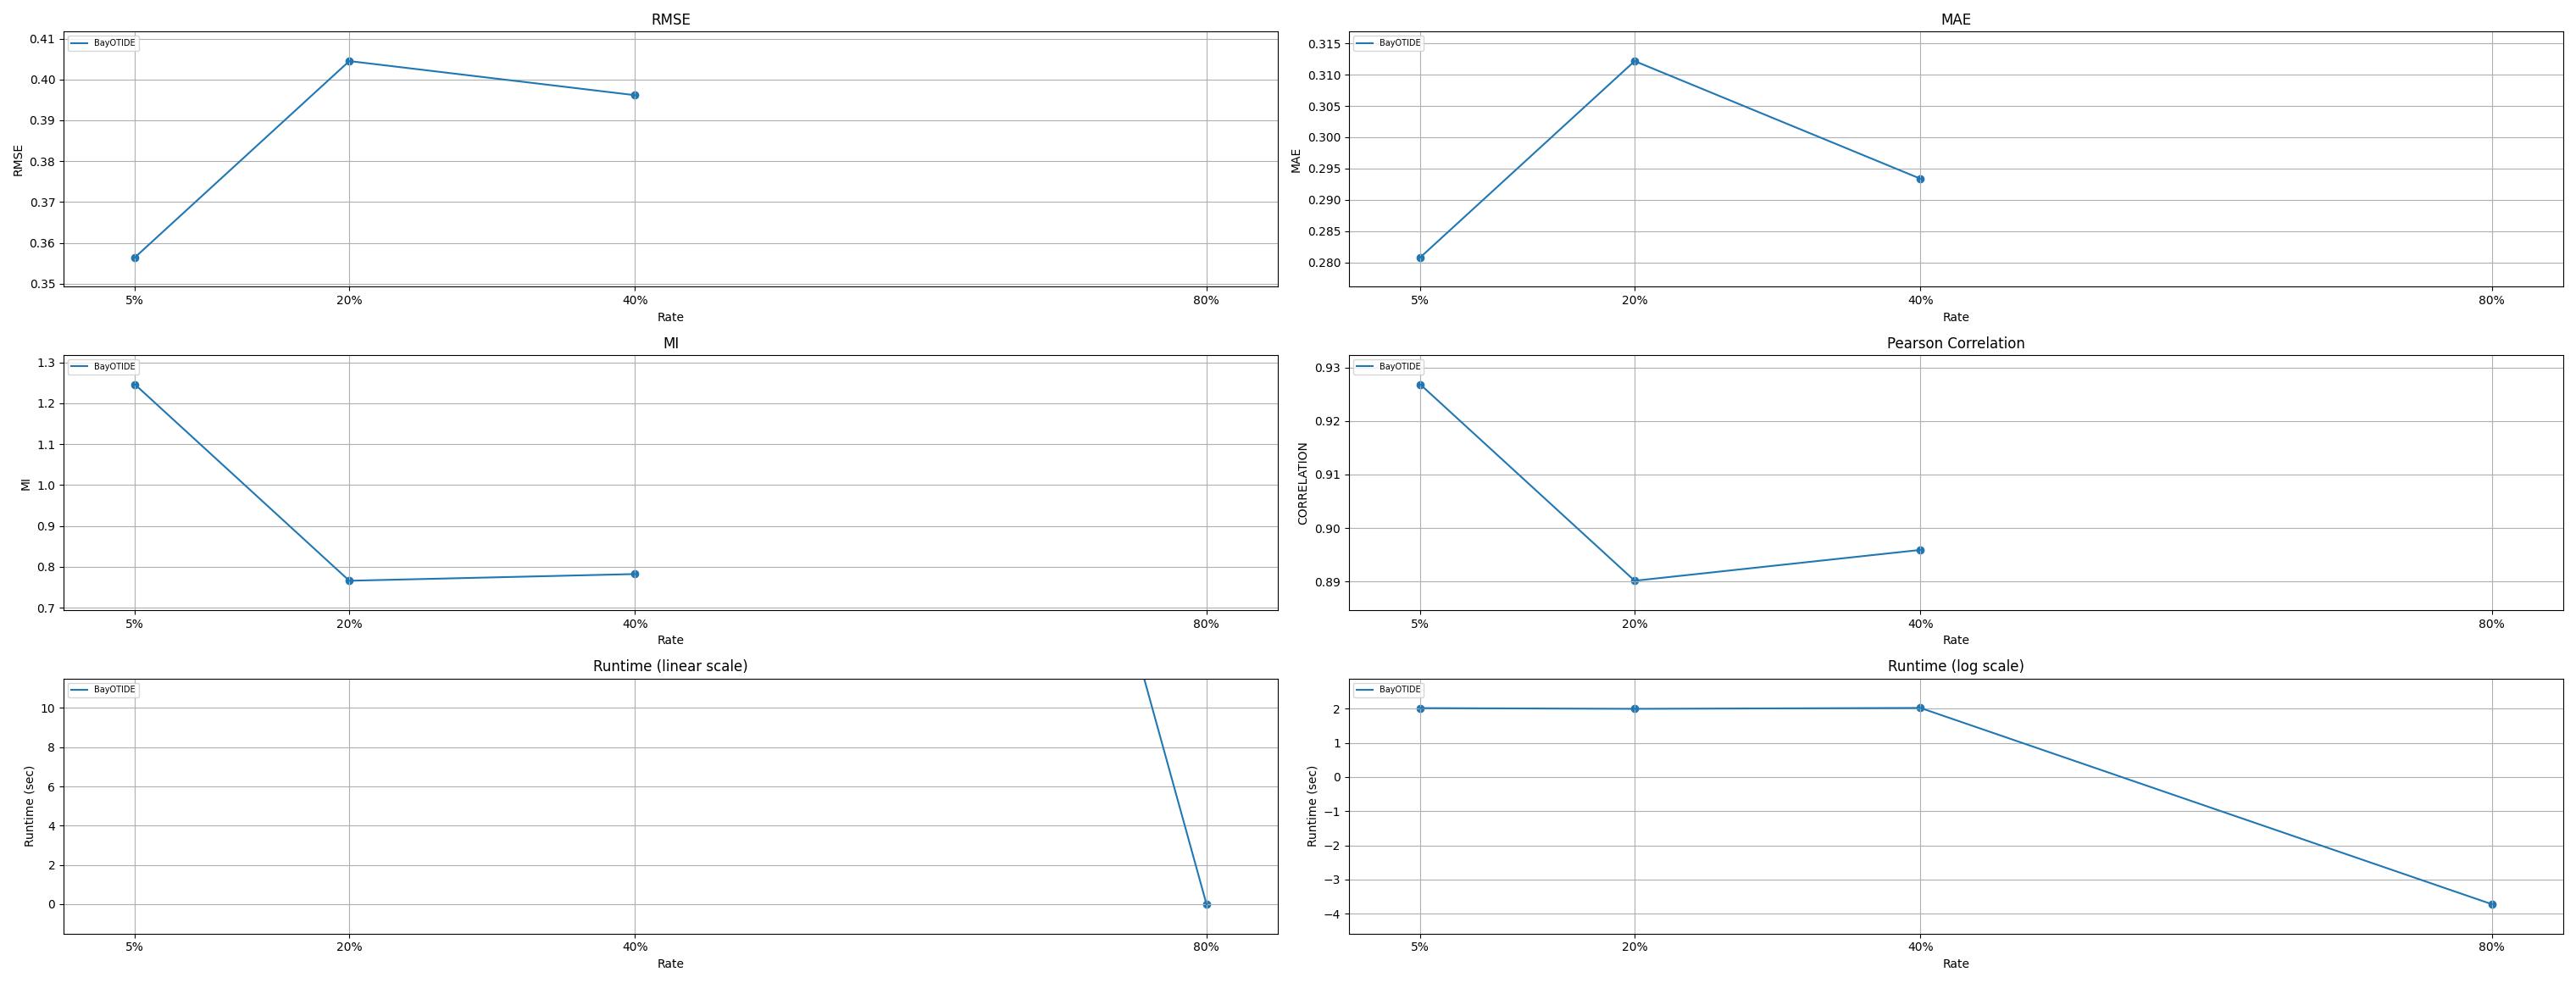 RMSE
BayOTIDE
0.41
0.40
0.39
0.38
0.37
0.36
0.35
RMSE
5% 20% 40% 80%
Rate
MAE
BayOTIDE
0.315
0.310
0.305
0.300
0.295
0.290
0.285
0.280
MAE
5% 20% 40% 80%
Rate
MI
BayOTIDE
1.3
1.2
1.1
1.0
0.9
0.8
0.7
MI
5% 20% 40% 80%
Rate
Pearson Correlation
BayOTIDE
0.93
0.92
0.91
0.90
0.89
CORRELATION
5% 20% 40% 80%
Rate
Runtime (linear scale)
BayOTIDE
10
8
6
4
2
0
Runtime (sec)
5% 20% 40% 80%
Rate
Runtime (log scale)
BayOTIDE
2
1
0
−1
−2
−3
−4
Runtime (sec)
5% 20% 40% 80%
Rate